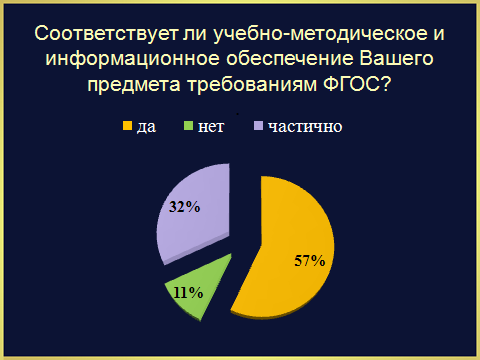 Соответствует ли учебно-методическое и
информационное обеспечение Вашего
предмета требованиям ФГОС?
да нет частично
32%
57%
11%